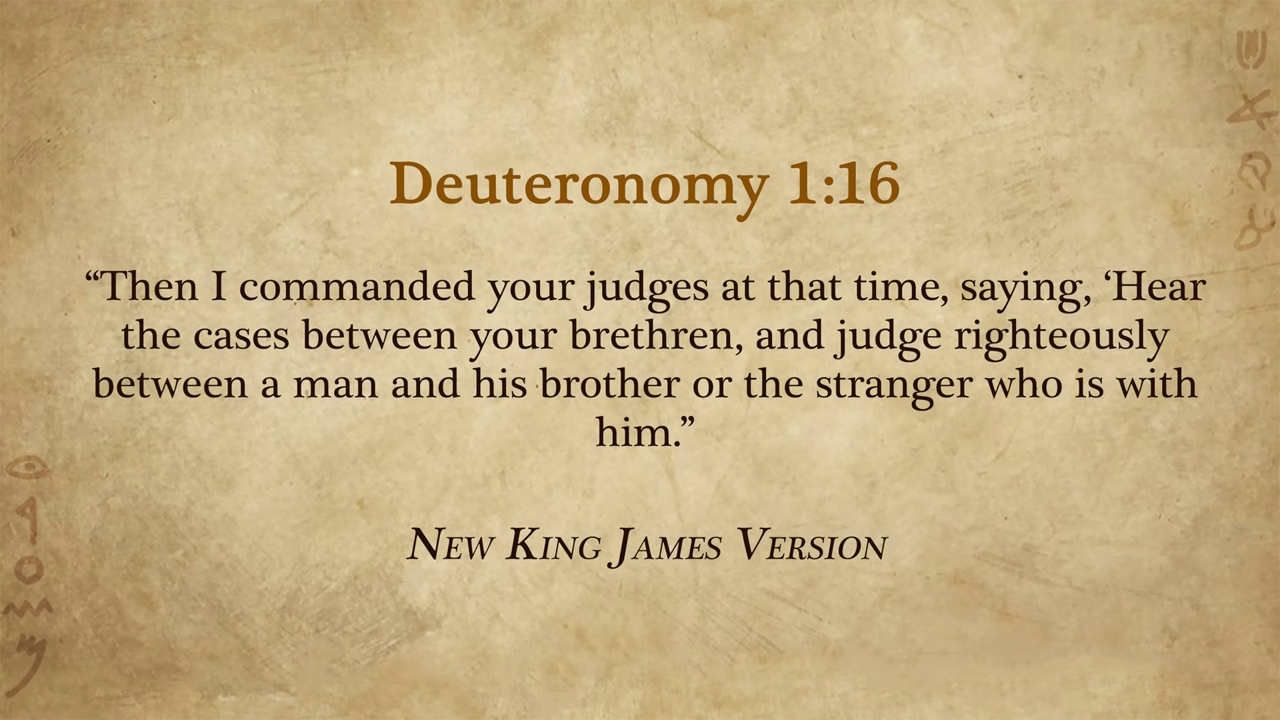 Deuteronomy 1:16
“Then I commanded your judges at that time, saying, ‘Hear
the cases between your brethren, and judge righteously
between a man and his brother or the stranger who is with
him.”
New King James Version